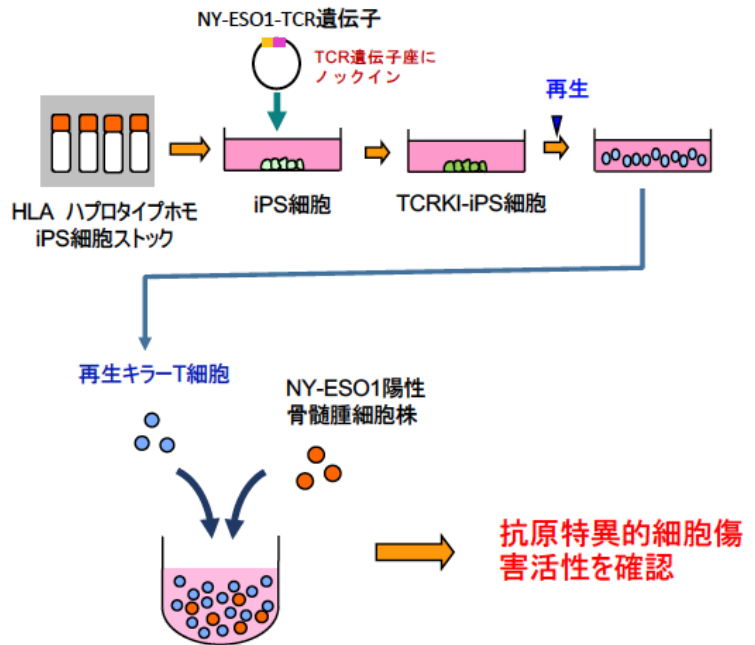 NY-ESO1-TCR遺伝子
TCR遺伝子座に
ノックイン
再生
HLA ハプロタイプホモ
iPS細胞ストック
iPS細胞
TCRKI-iPS細胞
再生キラーT細胞
NY-ESO1陽性
骨髄腫細胞株
抗原特異的細胞傷
害活性を確認